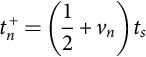 t_n^+ = (1/2 + ν_n) t_s